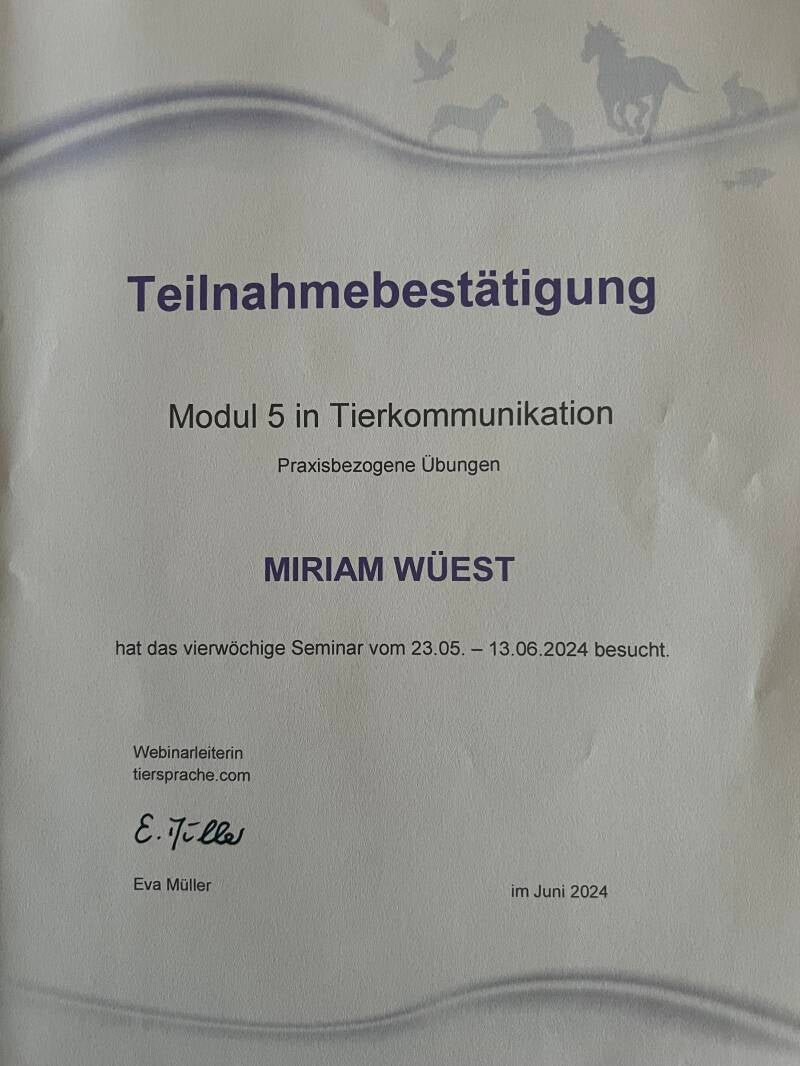 Teilnahmebestätigung
Modul 5 in Tierkommunikation
Praxisbezogene Übungen
MIRIAM WÜEST
hat das vierwöchige Seminar vom 23.05. – 13.06.2024 besucht.
Webinarleiterin
tiersprache.com
E. Müller
Eva Müller
im Juni 2024